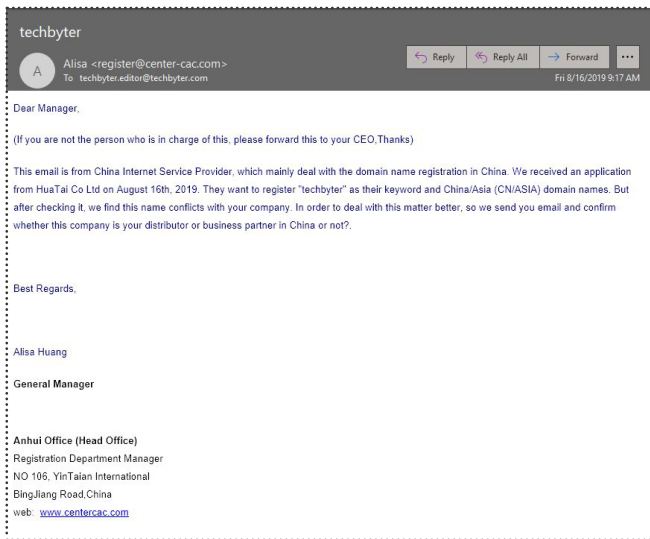 techbyter
A
Alisa <register@center-cac.com>
To techbyter.editor@techbyter.com
Reply
Reply All
Forward
...
Fri 8/16/2019 9:17 AM
Dear Manager,
(If you are not the person who is in charge of this, please forward this to your CEO,Thanks)
This email is from China Internet Service Provider, which mainly deal with the domain name registration in China. We received an application
from HuaTai Co Ltd on August 16th, 2019. They want to register "techbyter" as their keyword and China/Asia (CN/ASIA) domain names. But
after checking it, we find this name conflicts with your company. In order to deal with this matter better, so we send you email and confirm
whether this company is your distributor or business partner in China or not?.
Best Regards,
Alisa Huang
General Manager
Anhui Office (Head Office)
Registration Department Manager
NO 106, YinTaian International
BingJiang Road,China
web: www.centercac.com